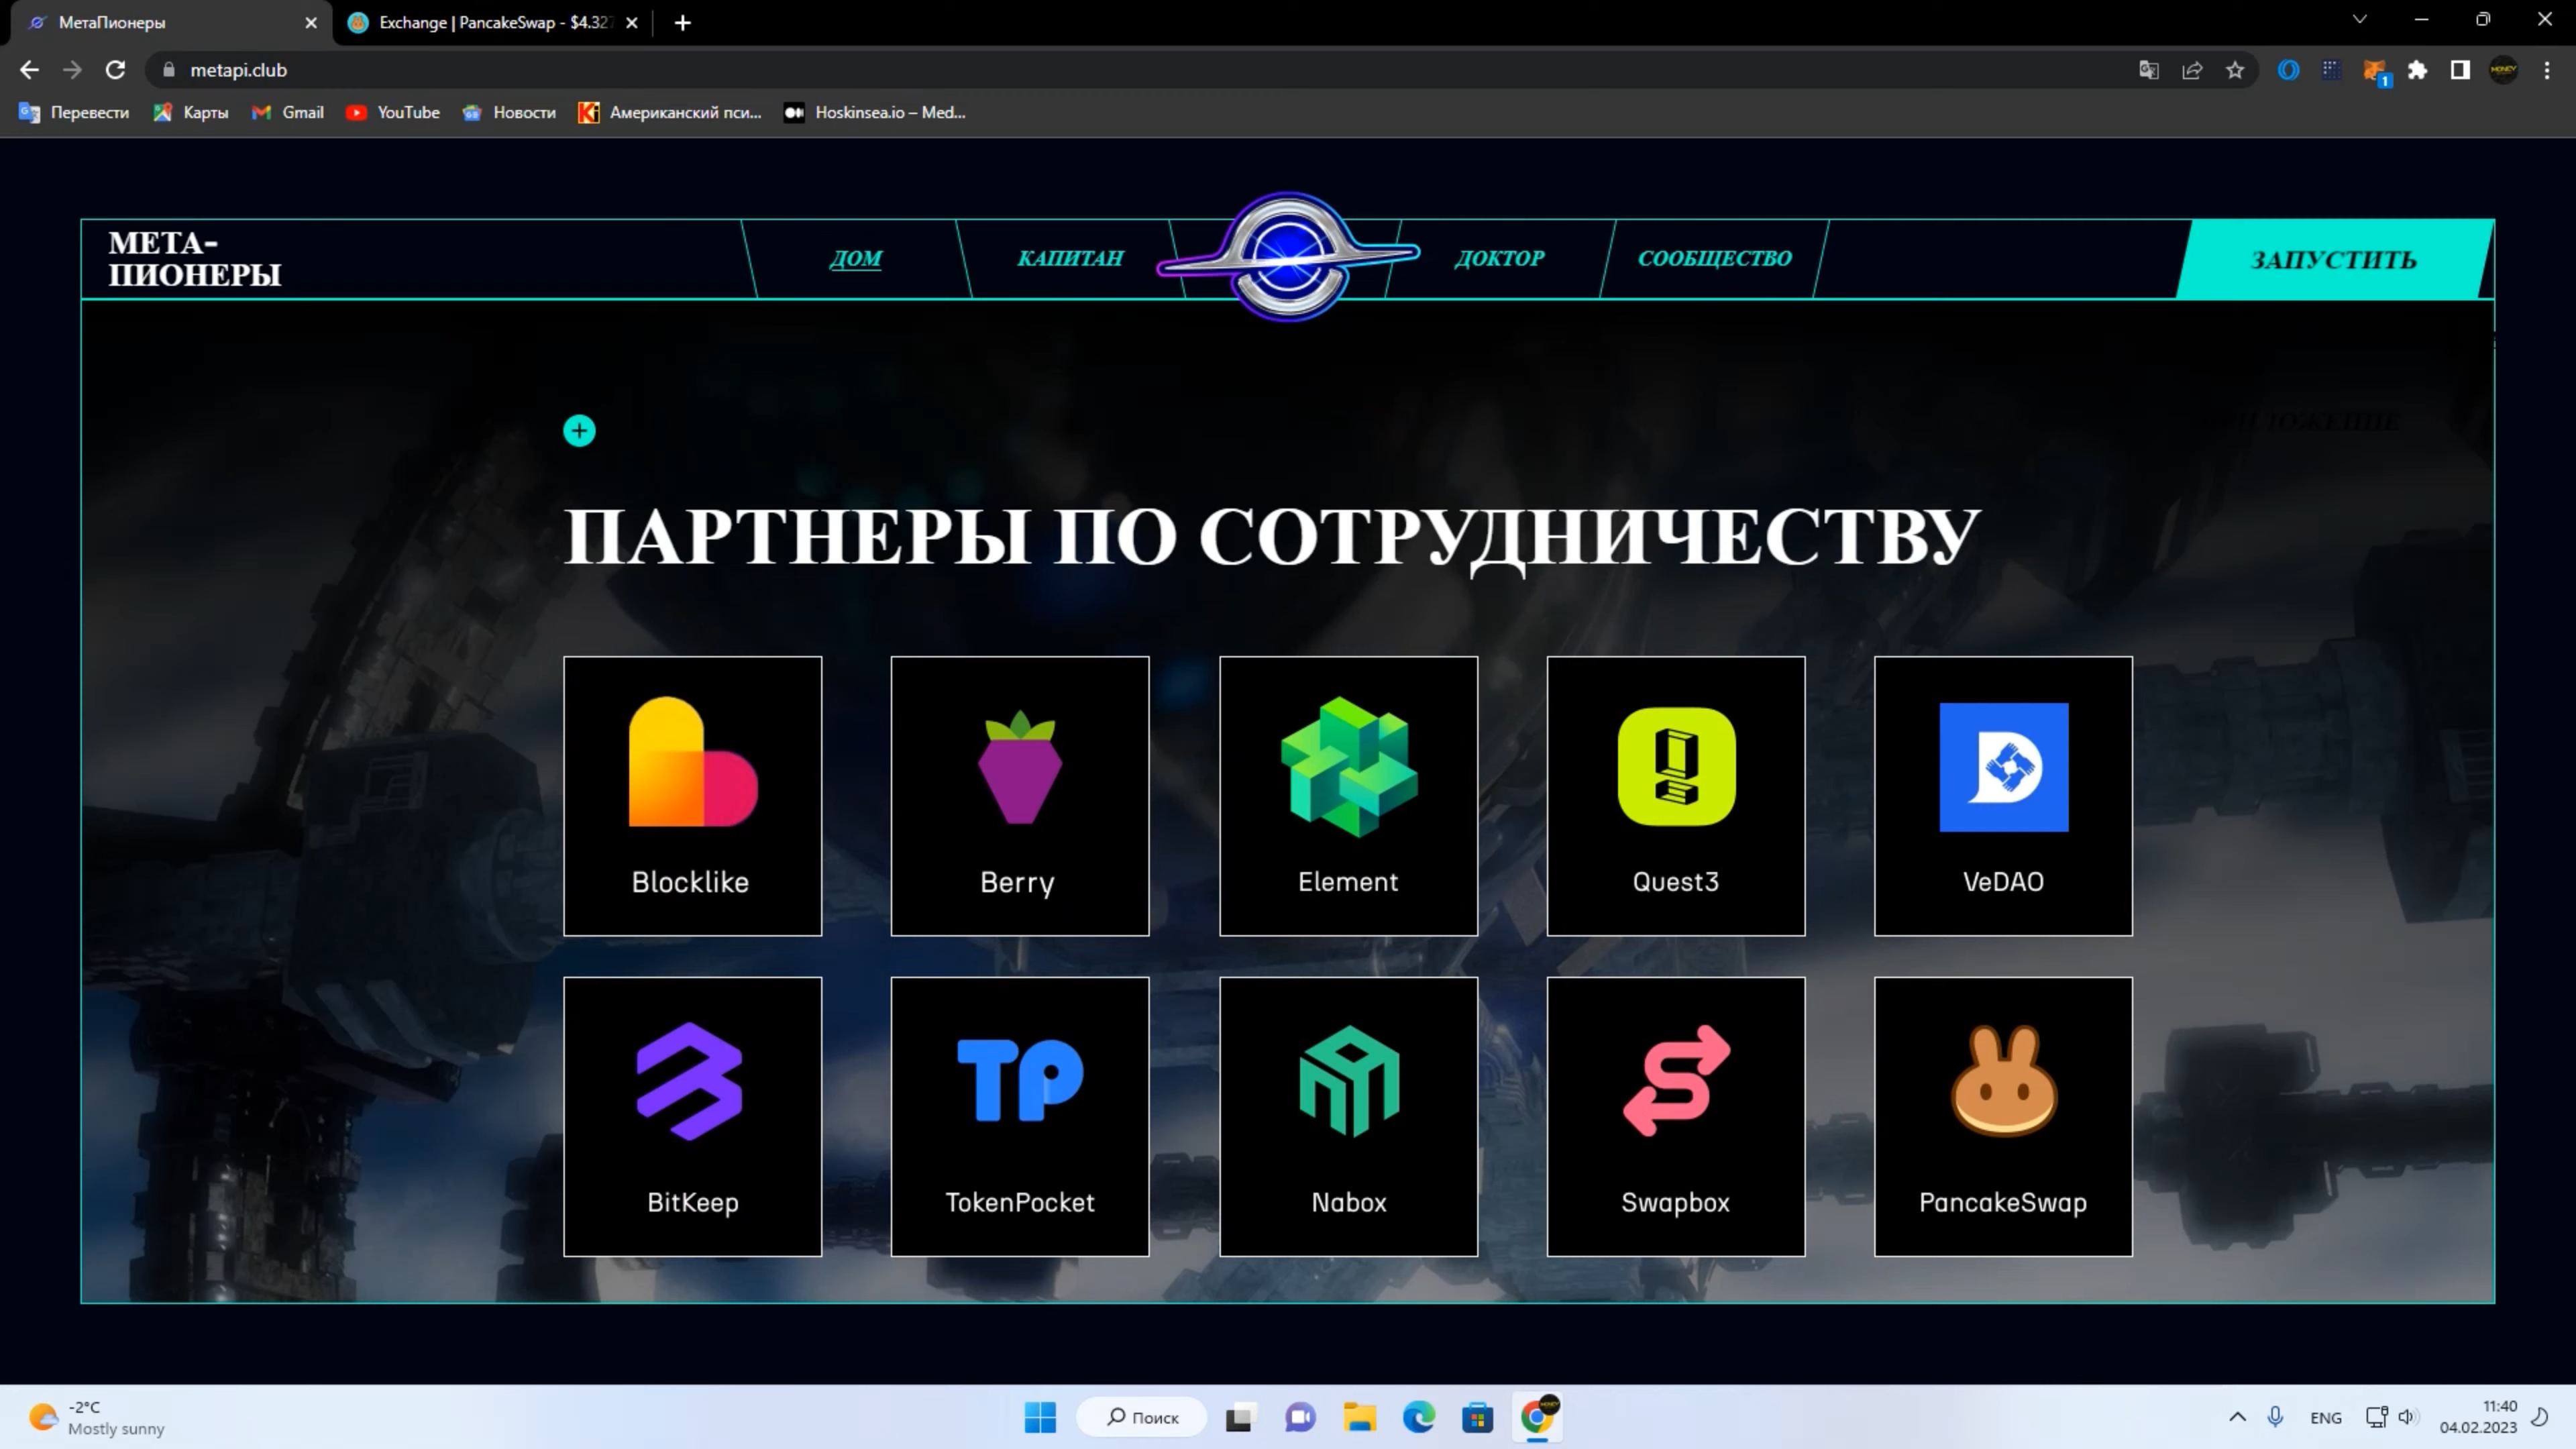 МетаПионеры
Exchange | PancakeSwap - $4.327
metapi.club
Перевести
Карты
Gmail
YouTube
Новости
Американский пси...
Hoskinsea.io – Med...
МЕТА-
ПИОНЕРЫ
ДОМ
КАПИТАН
ДОКТОР
СООБЩЕСТВО
ЗАПУСТИТЬ
ПАРТНЕРЫ ПО СОТРУДНИЧЕСТВУ
Blocklike
Berry
Element
Quest3
VeDAO
TP
BitKeep
TokenPocket
Nabox
Swapbox
PancakeSwap
-2°C
Mostly sunny
Поиск
ENG
11:40
04.02.2023